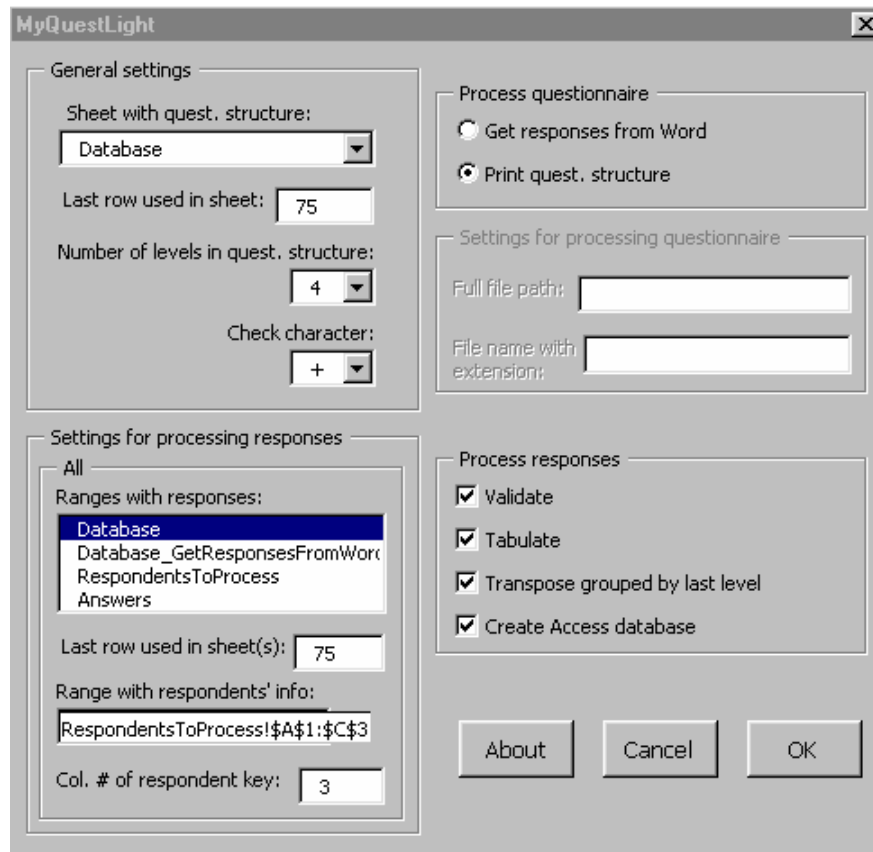 MyQuestLight
General settings
Sheet with quest. structure:
Database
Last row used in sheet: 75
Number of levels in quest. structure:
4
Check character:
+
Process questionnaire
Get responses from Word
Print quest. structure
Settings for processing questionnaire
Full file path:
File name with
extension:
Settings for processing responses
All
Ranges with responses:
Database
Database_GetResponsesFromWord
RespondentsToProcess
Answers
Last row used in sheet(s): 75
Range with respondents' info:
RespondentsToProcess!$A$1:$C$3
Col. # of respondent key: 3
Process responses
Validate
Tabulate
Transpose grouped by last level
Create Access database
About
Cancel
OK